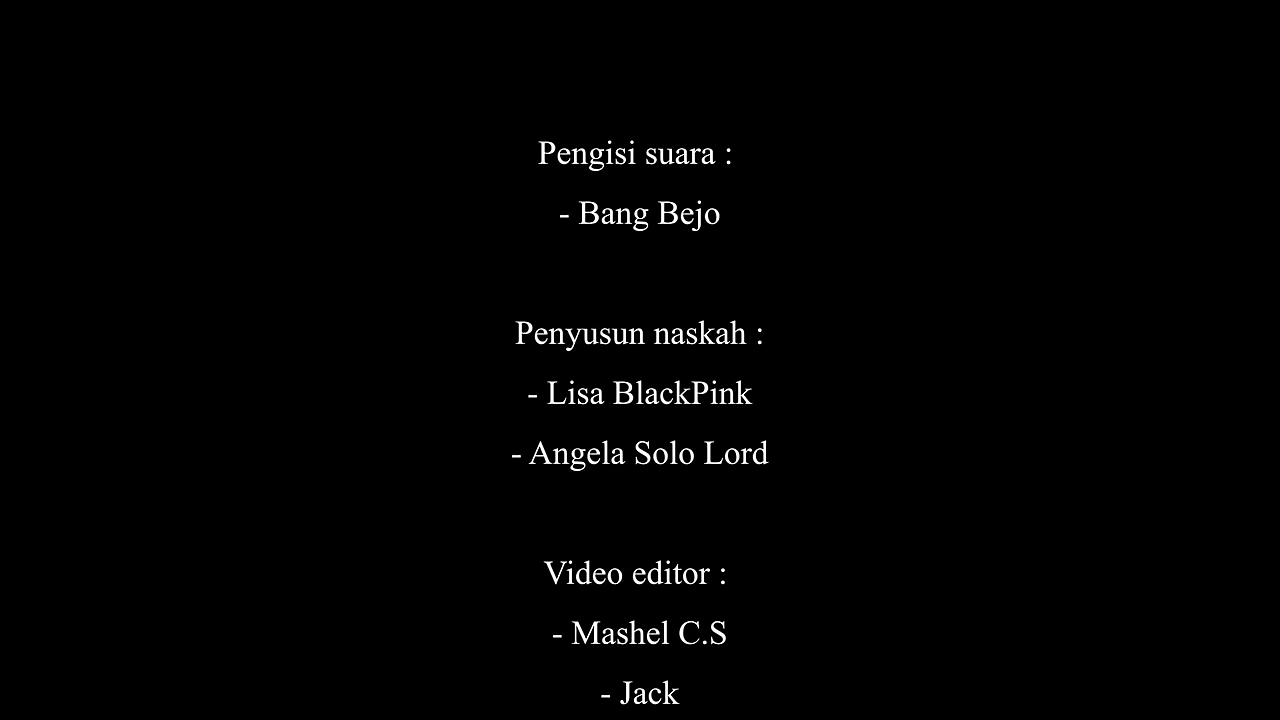 Pengisi suara :
- Bang Bejo
Penyusun naskah :
- Lisa BlackPink
- Angela Solo Lord
Video editor :
- Mashel C.S
- Jack